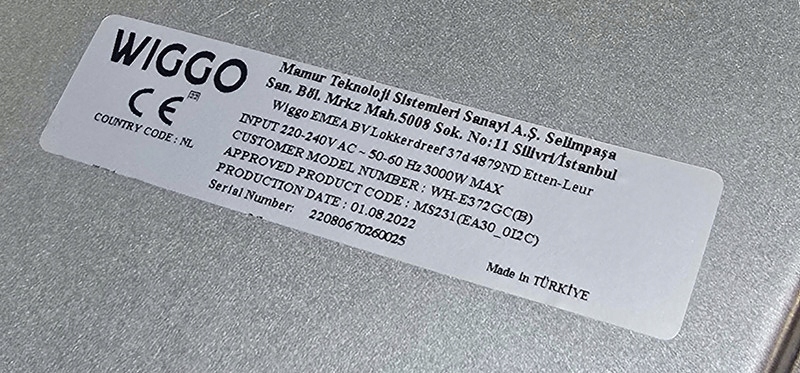 WIGGO
CE
COUNTRY CODE : NL
Mamur Teknoloji Sistemleri Sanayi A.Ş. Selimpaşa
San. Böl. Mrkz Mah.5008 Sok. No:11 Silivri/İstanbul
Wiggo EMEA BV Lokkerdreef 37d 4879ND Etten-Leur
INPUT 220-240V AC ~ 50-60 Hz 3000W MAX
CUSTOMER MODEL NUMBER : WH-E372GC(B)
APPROVED PRODUCT CODE : MS231(EA30_0I2C)
PRODUCTION DATE : 01.08.2022
Serial Number: 22080670260025
Made in TÜRKİYE